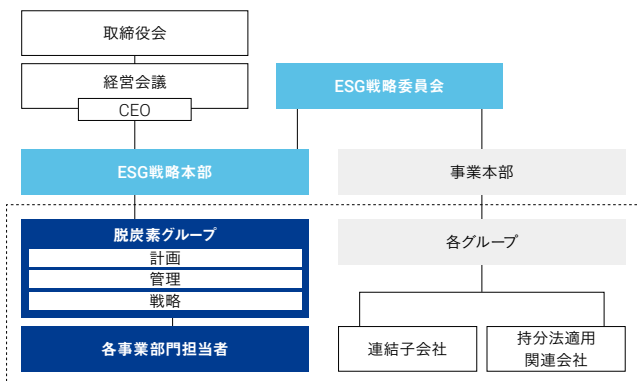 取締役会
経営会議
CEO
ESG戦略委員会
ESG戦略本部
事業本部
脱炭素グループ
計画
管理
戦略
各グループ
各事業部門担当者
連結子会社
持分法適用
関連会社